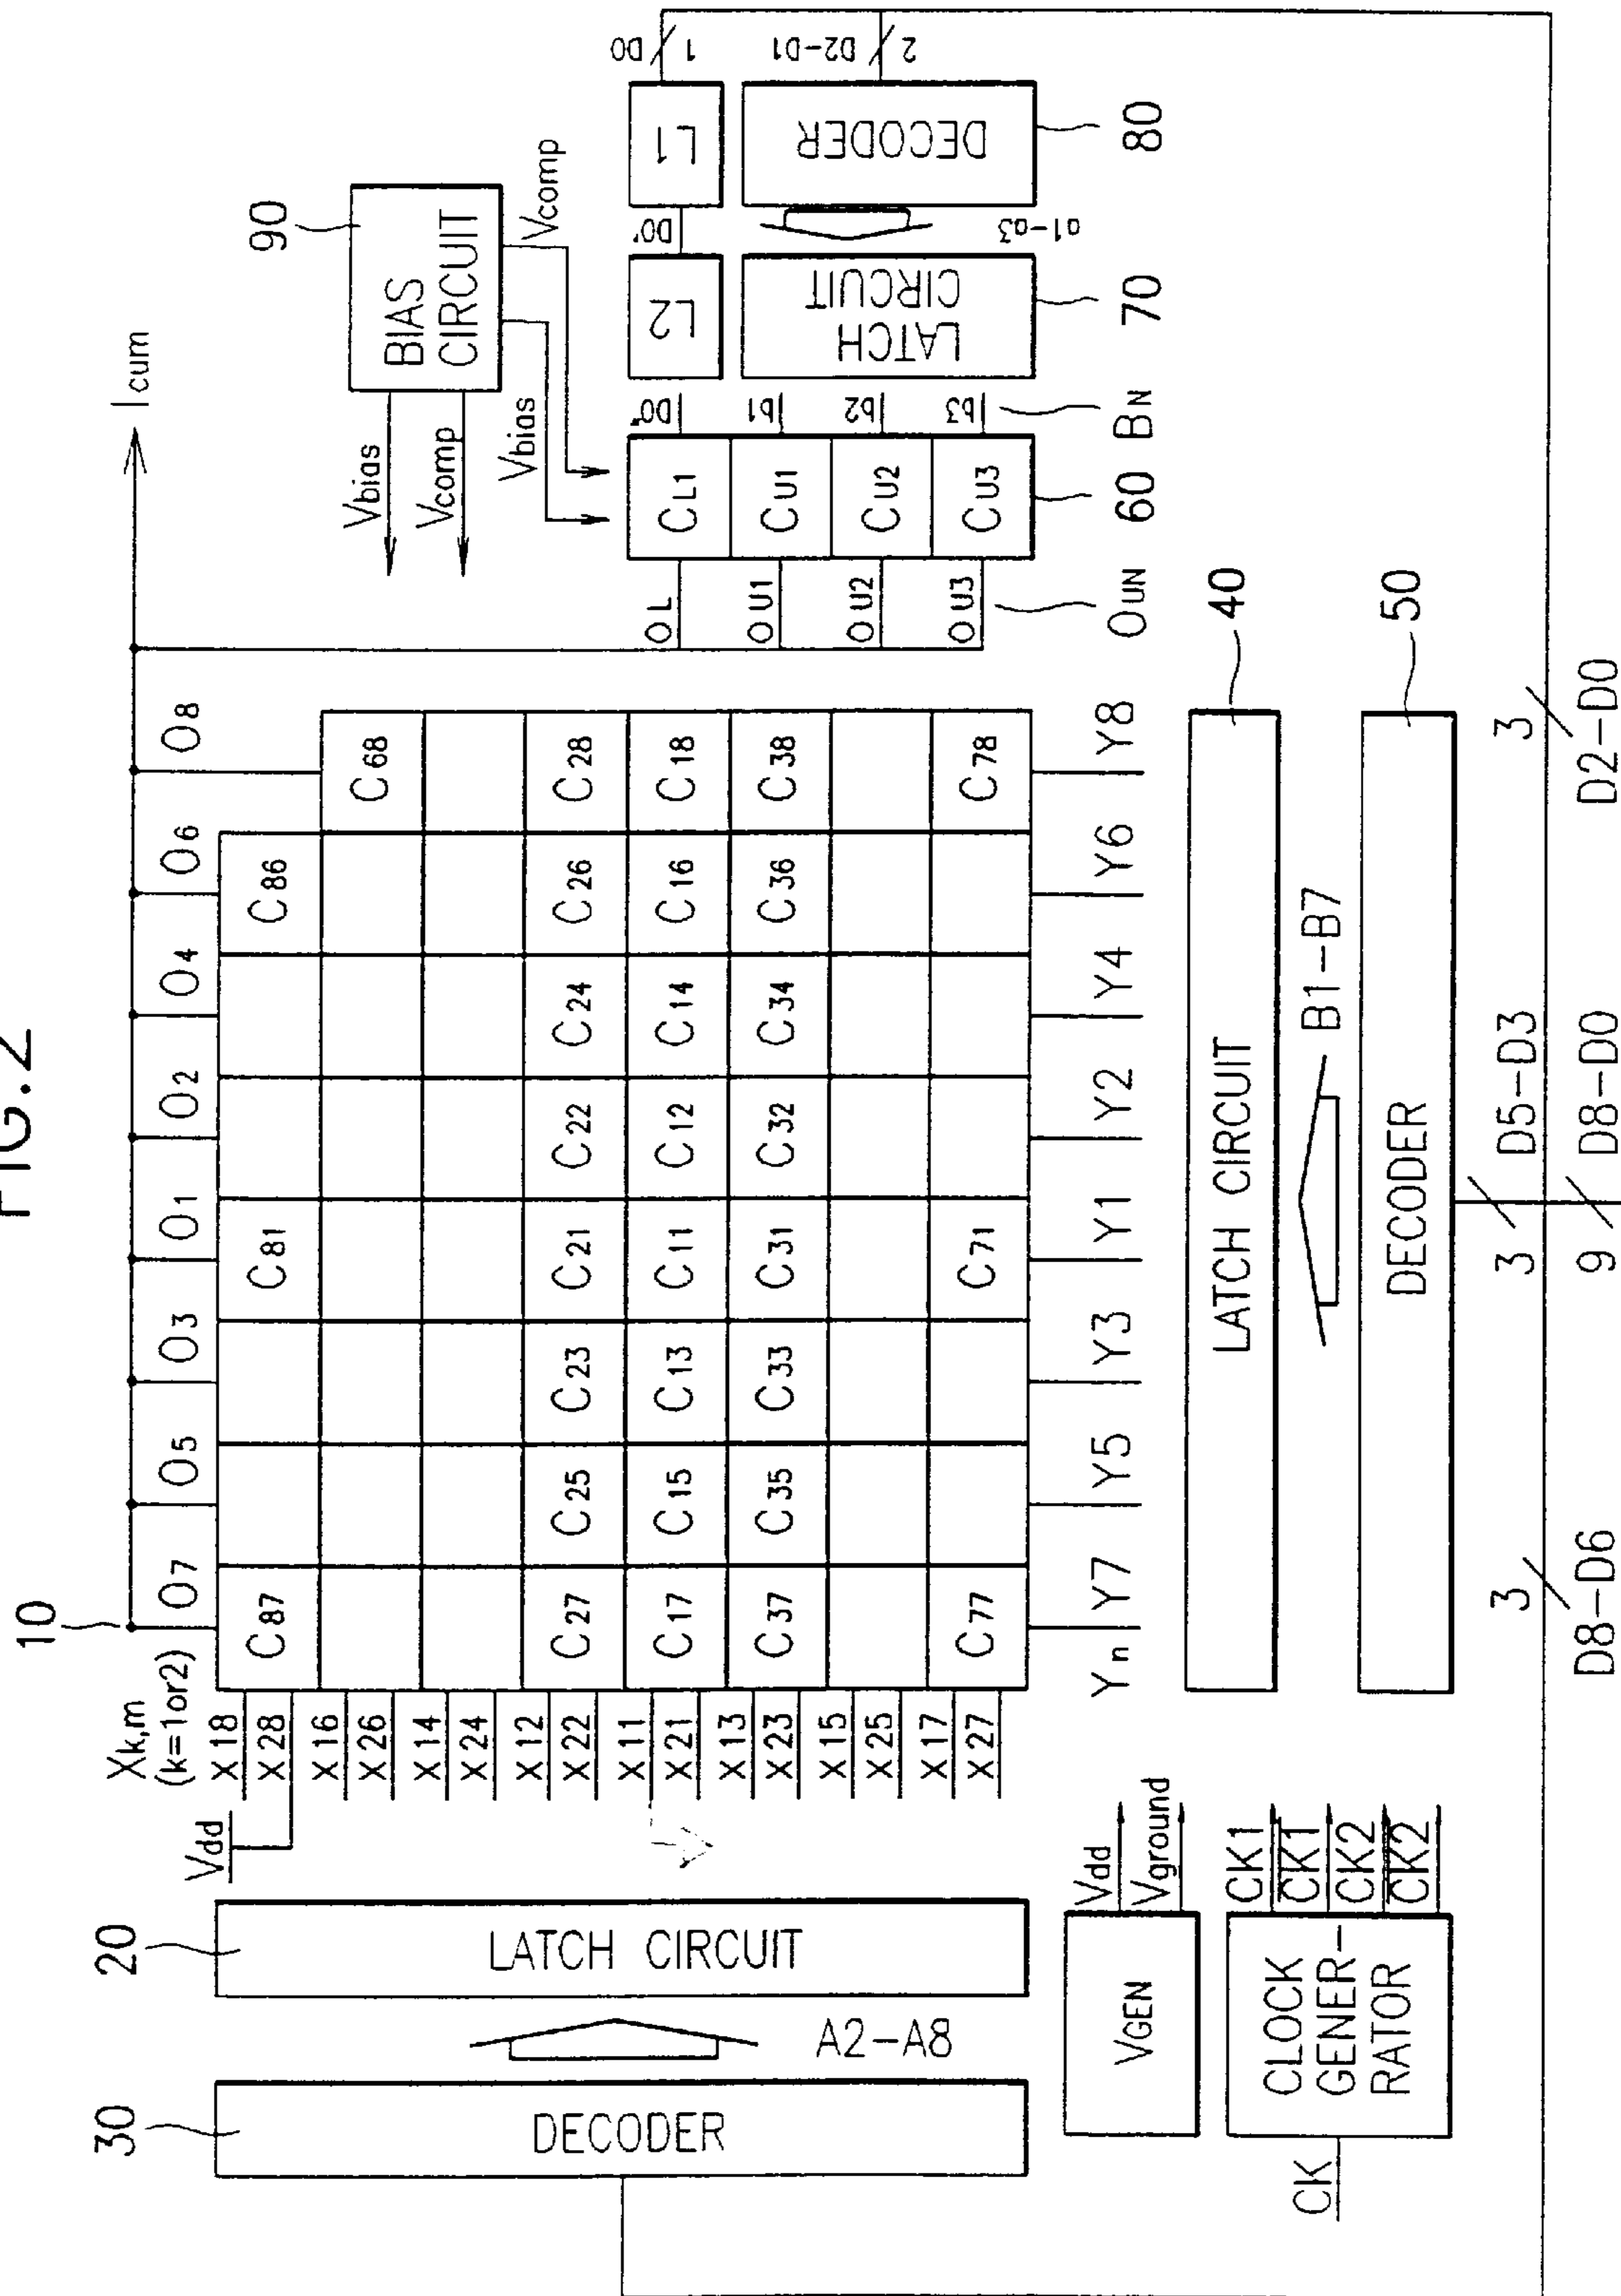 FIG.2
10
Icum
Xk,m
(k=1or2)
O7 O5 O3 O1 O2 O4 O6 O8
Vdd
X18
X28
X16
X26
X14
X24
X12
X22
X11
X21
X13
X23
X15
X25
X17
X27
C87 C81 C86
C68
C27 C25 C23 C21 C22 C24 C26 C28
C17 C15 C13 C11 C12 C14 C16 C18
C37 C35 C33 C31 C32 C34 C36 C38
C77 C71 C78
Yn Y7 Y5 Y3 Y1 Y2 Y4 Y6 Y8
30
DECODER
A2-A8
20
LATCH CIRCUIT
VGEN
Vdd
Vground
CK
CLOCK
GENER-
RATOR
CK1
CK1
CK2
CK2
LATCH CIRCUIT
40
B1-B7
DECODER
50
3
D8-D6
3
D5-D3
9
D8-D0
3
D2-D0
90
BIAS
CIRCUIT
Vbias
Vcomp
Vbias
Vcomp
OL
OU1
OU2
OU3
OUN
CL1
CU1
CU2
CU3
60
D0"
b1
b2
b3
BN
L2
LATCH
CIRCUIT
70
D0'
a1-a3
L1
DECODER
80
D0
1
D2-D1
2